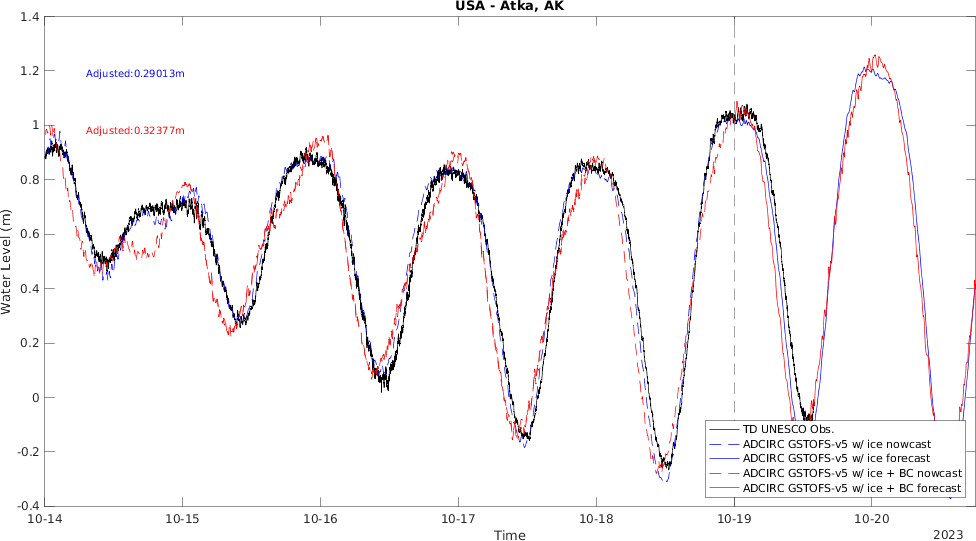 USA - Atka, AK
1.4
1.2
1
0.8
0.6
0.4
0.2
0
-0.2
-0.4
Water Level (m)
Adjusted:0.29013m
Adjusted:0.32377m
TD UNESCO Obs.
ADCIRC GSTOFS-v5 w/ ice nowcast
ADCIRC GSTOFS-v5 w/ ice forecast
ADCIRC GSTOFS-v5 w/ ice + BC nowcast
ADCIRC GSTOFS-v5 w/ ice + BC forecast
10-14 10-15 10-16 10-17 10-18 10-19 10-20
Time
2023